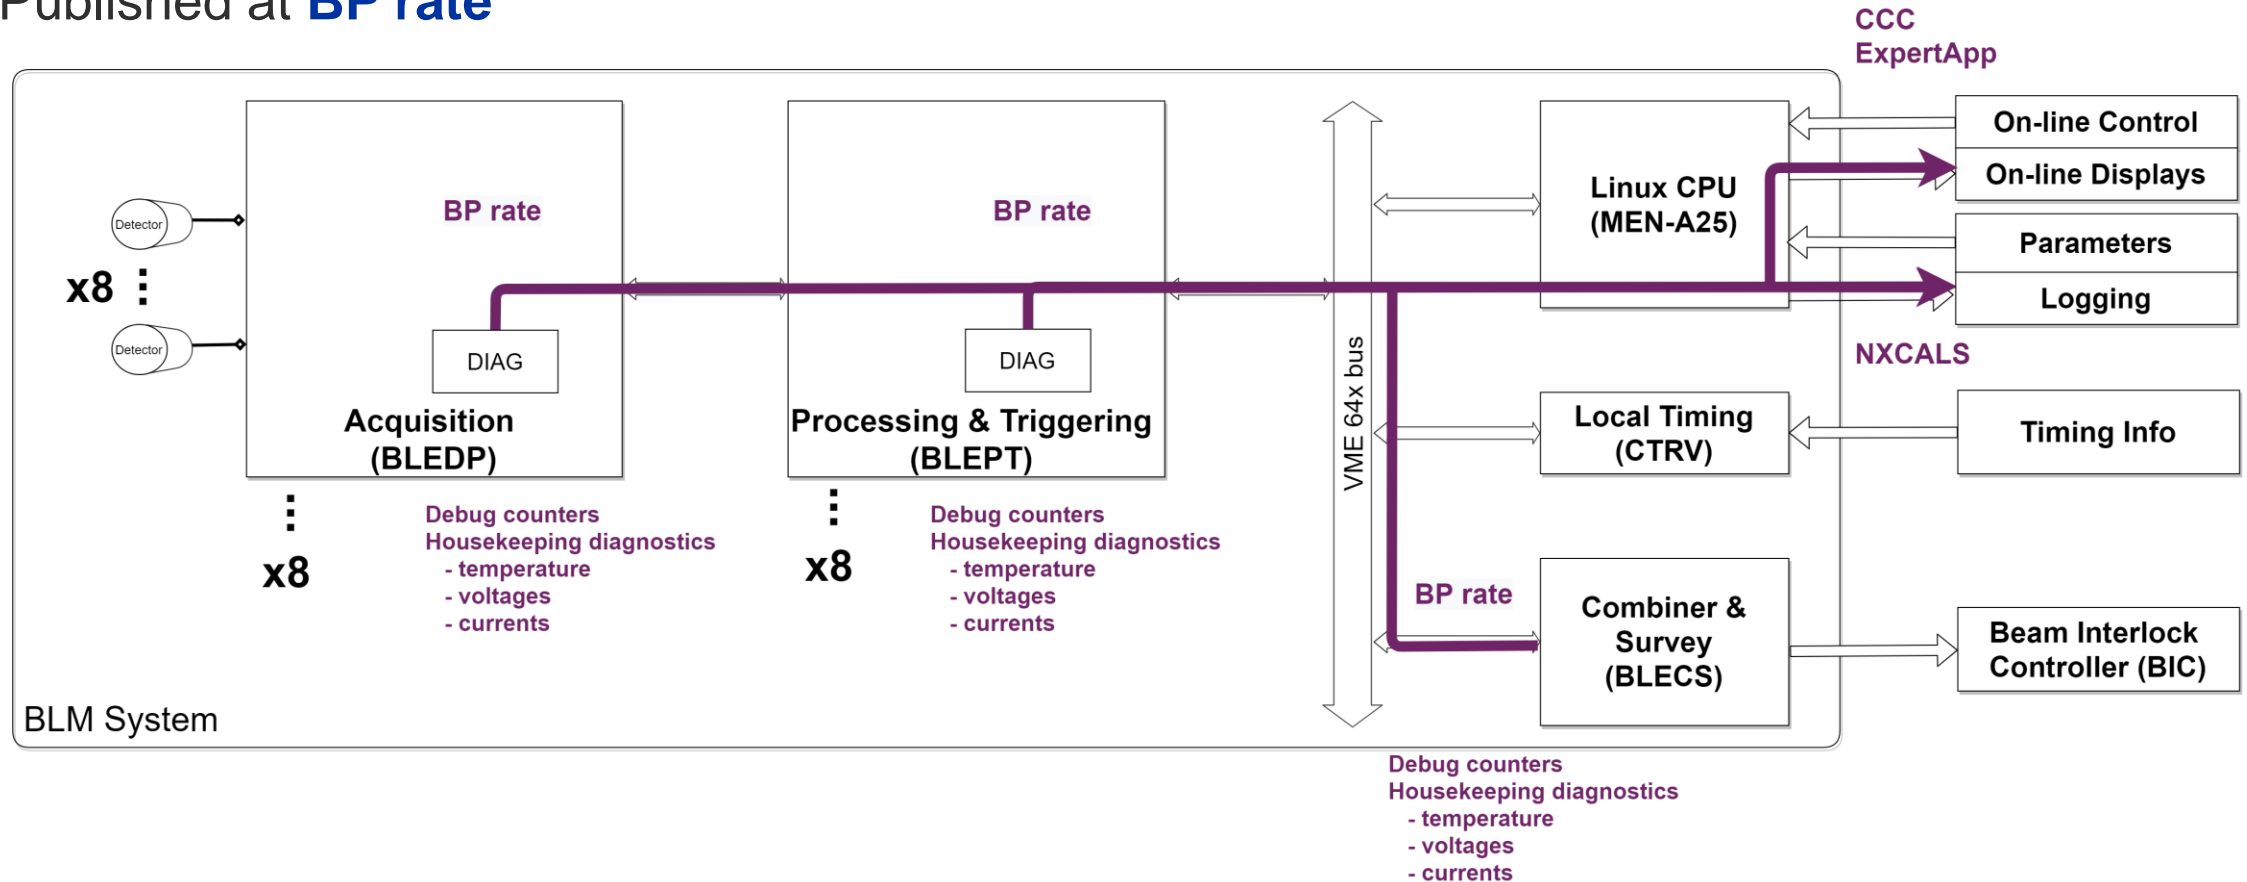 Published at BP rate
CCC
ExpertApp
On-line Control
On-line Displays
Parameters
Logging
NXCALS
Timing Info
Beam Interlock
Controller (BIC)
Detector
x8
Detector
BP rate
DIAG
Acquisition
(BLEDP)
x8
Debug counters
Housekeeping diagnostics
- temperature
- voltages
- currents
BP rate
DIAG
Processing & Triggering
(BLEPT)
x8
Debug counters
Housekeeping diagnostics
- temperature
- voltages
- currents
VME 64x bus
Linux CPU
(MEN-A25)
Local Timing
(CTRV)
BP rate
Combiner &
Survey
(BLECS)
BLM System
Debug counters
Housekeeping diagnostics
- temperature
- voltages
- currents